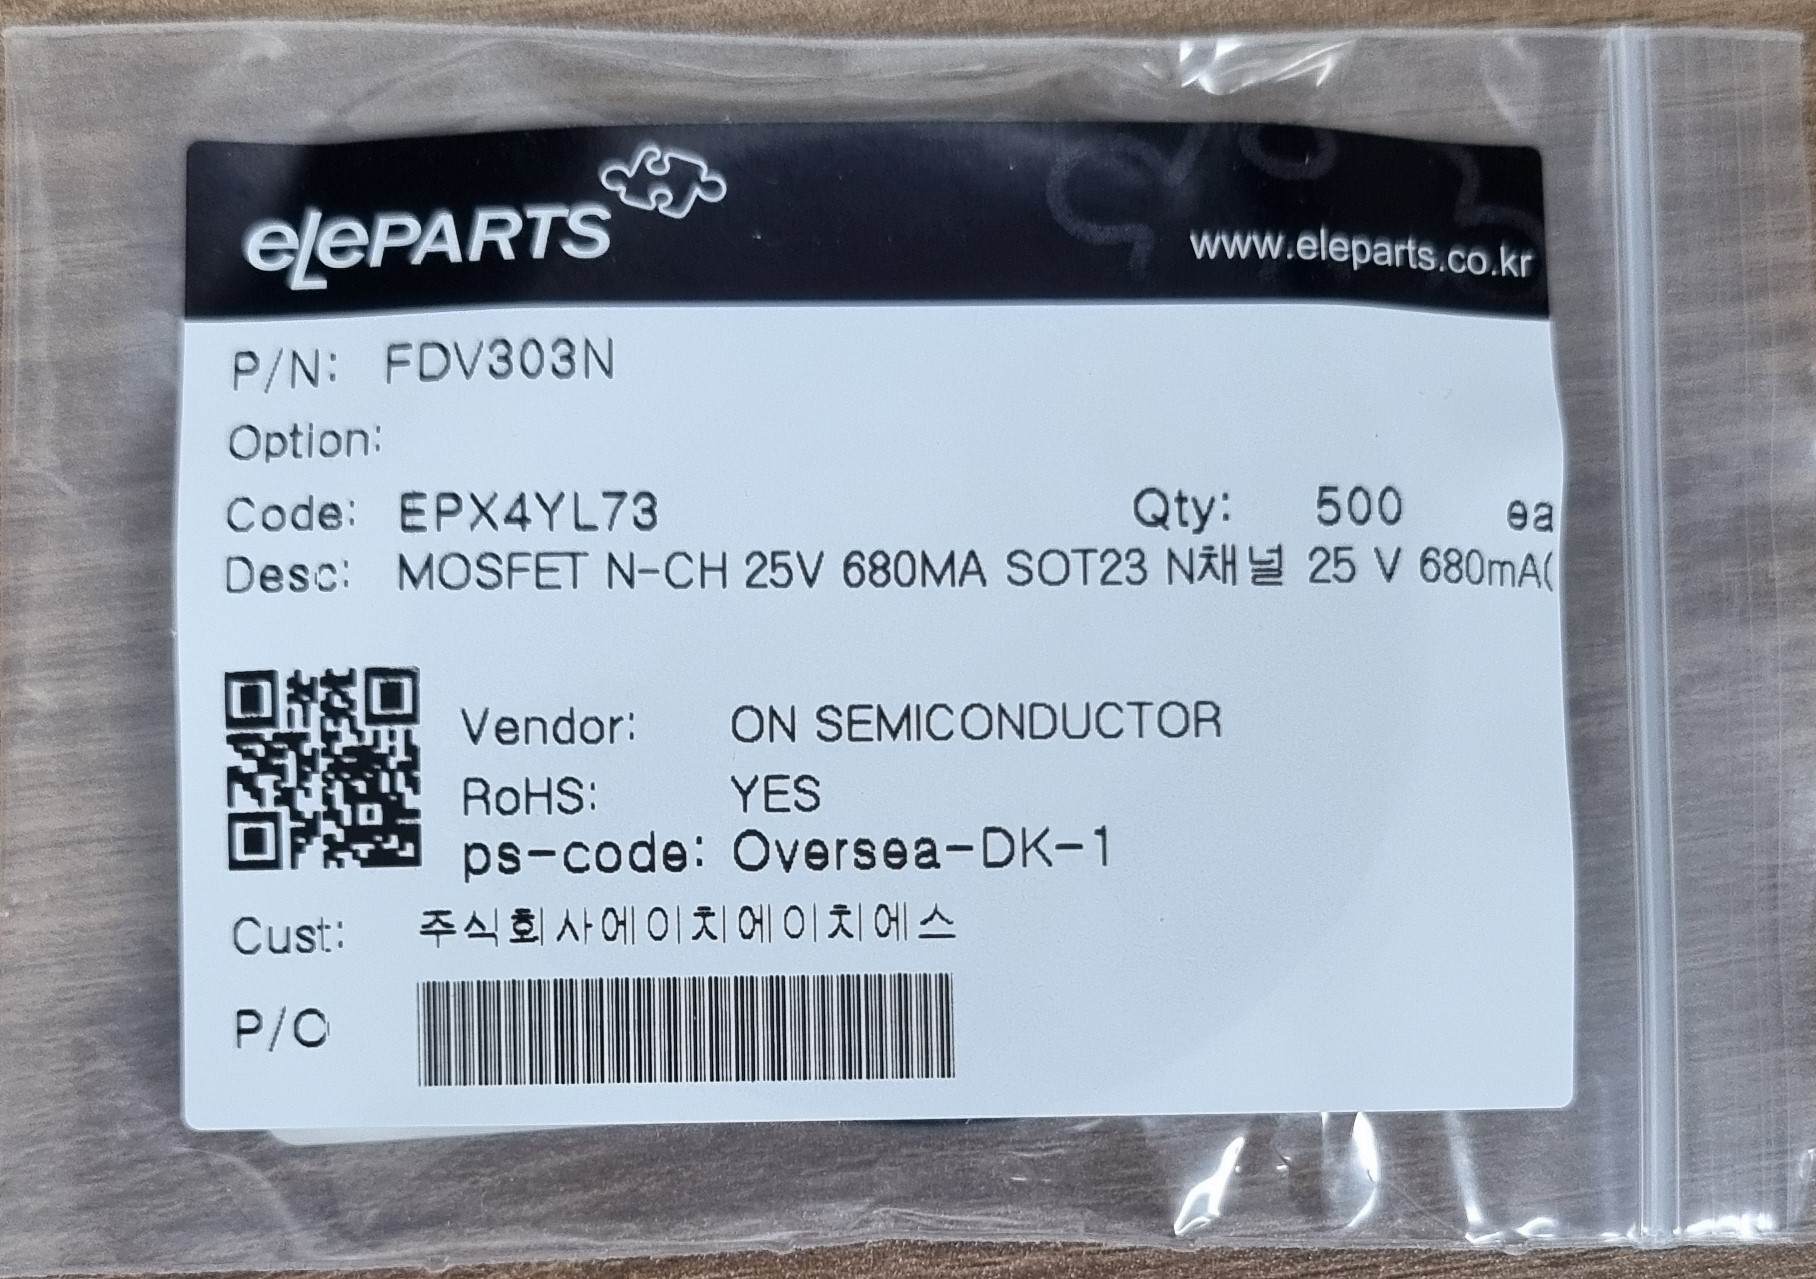 eLePARTS
www.eleparts.co.kr
P/N: FDV303N
Option:
Code: EPX4YL73 Qty: 500 ea
Desc: MOSFET N-CH 25V 680MA SOT23 N채널 25 V 680mA(
Vendor: ON SEMICONDUCTOR
RoHS: YES
ps-code: Oversea-DK-1
Cust: 주식회사에이치에이치에스
P/O